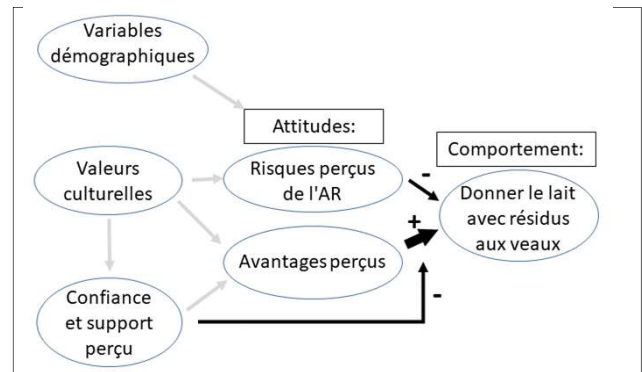 Variables
démographiques
Attitudes:
Comportement:
Valeurs
culturelles
Risques perçus
de l'AR
-
Donner le lait
avec résidus
aux veaux
+
Avantages perçus
-
Confiance
et support
perçu